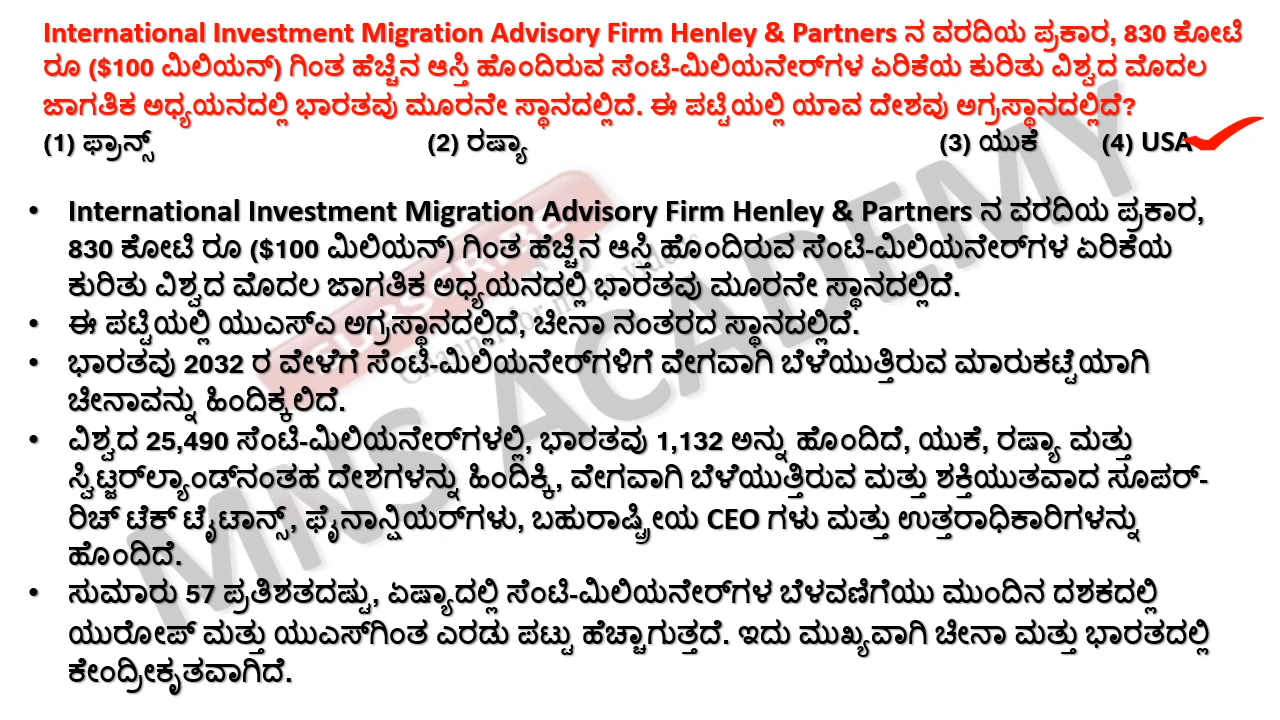 International Investment Migration Advisory Firm Henley & Partners ನ ವರದಿಯ ಪ್ರಕಾರ, 830 ಕೋಟಿ
ರೂ ($100 ಮಿಲಿಯನ್) ಗಿಂತ ಹೆಚ್ಚಿನ ಆಸ್ತಿ ಹೊಂದಿರುವ ಸೆಂಟಿ-ಮಿಲಿಯನೇರ್‌ಗಳ ಏರಿಕೆಯ ಕುರಿತು ವಿಶ್ವದ ಮೊದಲ
ಜಾಗತಿಕ ಅಧ್ಯಯನದಲ್ಲಿ ಭಾರತವು ಮೂರನೇ ಸ್ಥಾನದಲ್ಲಿದೆ. ಈ ಪಟ್ಟಿಯಲ್ಲಿ ಯಾವ ದೇಶವು ಅಗ್ರಸ್ಥಾನದಲ್ಲಿದೆ?
(1) ಫ್ರಾನ್ಸ್ (2) ರಷ್ಯಾ (3) ಯುಕೆ (4) USA
• International Investment Migration Advisory Firm Henley & Partners ನ ವರದಿಯ ಪ್ರಕಾರ,
830 ಕೋಟಿ ರೂ ($100 ಮಿಲಿಯನ್) ಗಿಂತ ಹೆಚ್ಚಿನ ಆಸ್ತಿ ಹೊಂದಿರುವ ಸೆಂಟಿ-ಮಿಲಿಯನೇರ್‌ಗಳ ಏರಿಕೆಯ
ಕುರಿತು ವಿಶ್ವದ ಮೊದಲ ಜಾಗತಿಕ ಅಧ್ಯಯನದಲ್ಲಿ ಭಾರತವು ಮೂರನೇ ಸ್ಥಾನದಲ್ಲಿದೆ.
• ಈ ಪಟ್ಟಿಯಲ್ಲಿ ಯುಎಸ್ಎ ಅಗ್ರಸ್ಥಾನದಲ್ಲಿದೆ, ಚೀನಾ ನಂತರದ ಸ್ಥಾನದಲ್ಲಿದೆ.
• ಭಾರತವು 2032 ರ ವೇಳೆಗೆ ಸೆಂಟಿ-ಮಿಲಿಯನೇರ್‌ಗಳಿಗೆ ವೇಗವಾಗಿ ಬೆಳೆಯುತ್ತಿರುವ ಮಾರುಕಟ್ಟೆಯಾಗಿ
ಚೀನಾವನ್ನು ಹಿಂದಿಕ್ಕಲಿದೆ.
• ವಿಶ್ವದ 25,490 ಸೆಂಟಿ-ಮಿಲಿಯನೇರ್‌ಗಳಲ್ಲಿ, ಭಾರತವು 1,132 ಅನ್ನು ಹೊಂದಿದೆ, ಯುಕೆ, ರಷ್ಯಾ ಮತ್ತು
ಸ್ವಿಟ್ಜರ್‌ಲ್ಯಾಂಡ್‌ನಂತಹ ದೇಶಗಳನ್ನು ಹಿಂದಿಕ್ಕಿ, ವೇಗವಾಗಿ ಬೆಳೆಯುತ್ತಿರುವ ಮತ್ತು ಶಕ್ತಿಯುತವಾದ ಸೂಪರ್-
ರಿಚ್ ಟೆಕ್ ಟೈಟಾನ್ಸ್, ಫೈನಾನ್ಷಿಯರ್‌ಗಳು, ಬಹುರಾಷ್ಟ್ರೀಯ CEO ಗಳು ಮತ್ತು ಉತ್ತರಾಧಿಕಾರಿಗಳನ್ನು
ಹೊಂದಿದೆ.
• ಸುಮಾರು 57 ಪ್ರತಿಶತದಷ್ಟು, ಏಷ್ಯಾದಲ್ಲಿ ಸೆಂಟಿ-ಮಿಲಿಯನೇರ್‌ಗಳ ಬೆಳವಣಿಗೆಯು ಮುಂದಿನ ದಶಕದಲ್ಲಿ
ಯುರೋಪ್ ಮತ್ತು ಯುಎಸ್‌ಗಿಂತ ಎರಡು ಪಟ್ಟು ಹೆಚ್ಚಾಗುತ್ತದೆ. ಇದು ಮುಖ್ಯವಾಗಿ ಚೀನಾ ಮತ್ತು ಭಾರತದಲ್ಲಿ
ಕೇಂದ್ರೀಕೃತವಾಗಿದೆ.
MNS ACADEMY
SUBSCRIBE